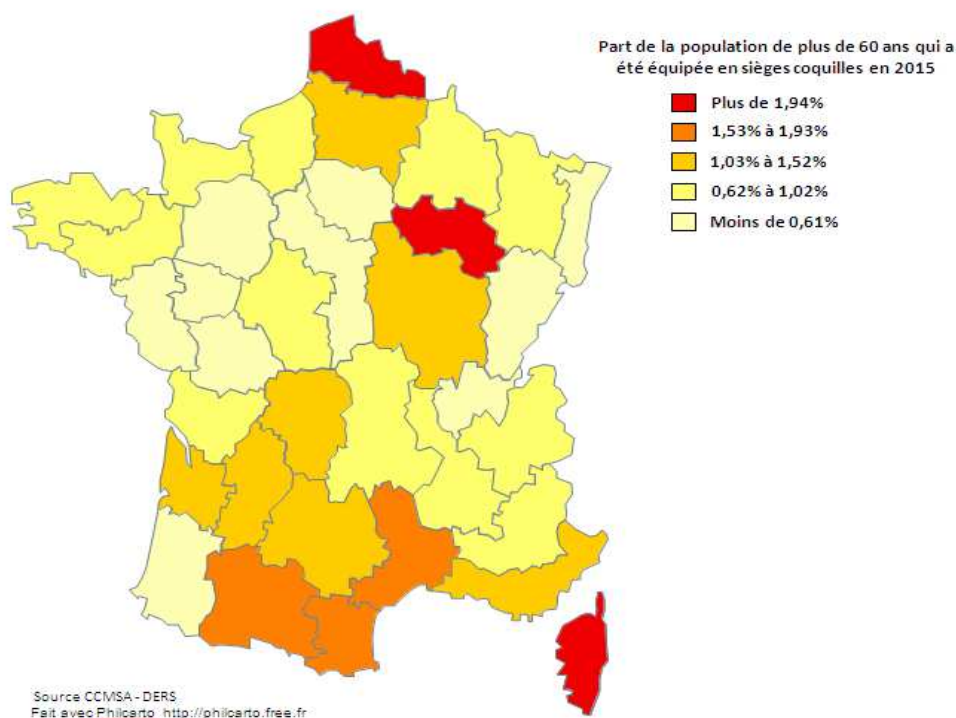 Part de la population de plus de 60 ans qui a
été équipée en sièges coquilles en 2015
Plus de 1,94%
1,53% à 1,93%
1,03% à 1,52%
0,62% à 1,02%
Moins de 0,61%
Source CCMSA - DERS
Fait avec Philcarto http://philcarto.free.fr